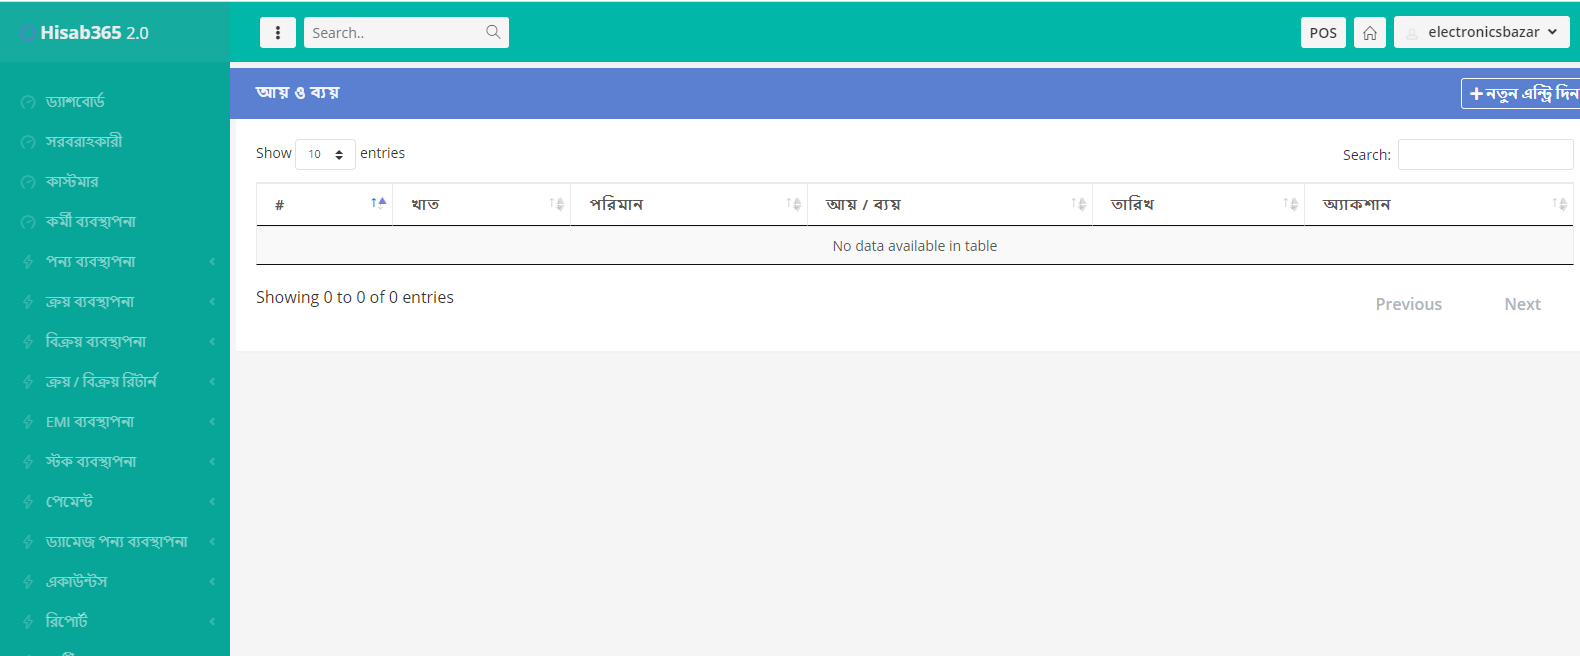 Hisab365 2.0
Search..
POS
electronicsbazar
ড্যাশবোর্ড
সরবরাহকারী
কাস্টমার
কর্মী ব্যবস্থাপনা
পন্য ব্যবস্থাপনা
ক্রয় ব্যবস্থাপনা
বিক্রয় ব্যবস্থাপনা
ক্রয় / বিক্রয় রিটার্ন
EMI ব্যবস্থাপনা
স্টক ব্যবস্থাপনা
পেমেন্ট
ড্যামেজ পন্য ব্যবস্থাপনা
একাউন্টস
রিপোর্ট
আয় ও ব্যয়
+ নতুন এন্ট্রি দিন
Show 10 entries
Search:
# খাত পরিমান আয় / ব্যয় তারিখ অ্যাকশান
No data available in table
Showing 0 to 0 of 0 entries
Previous Next